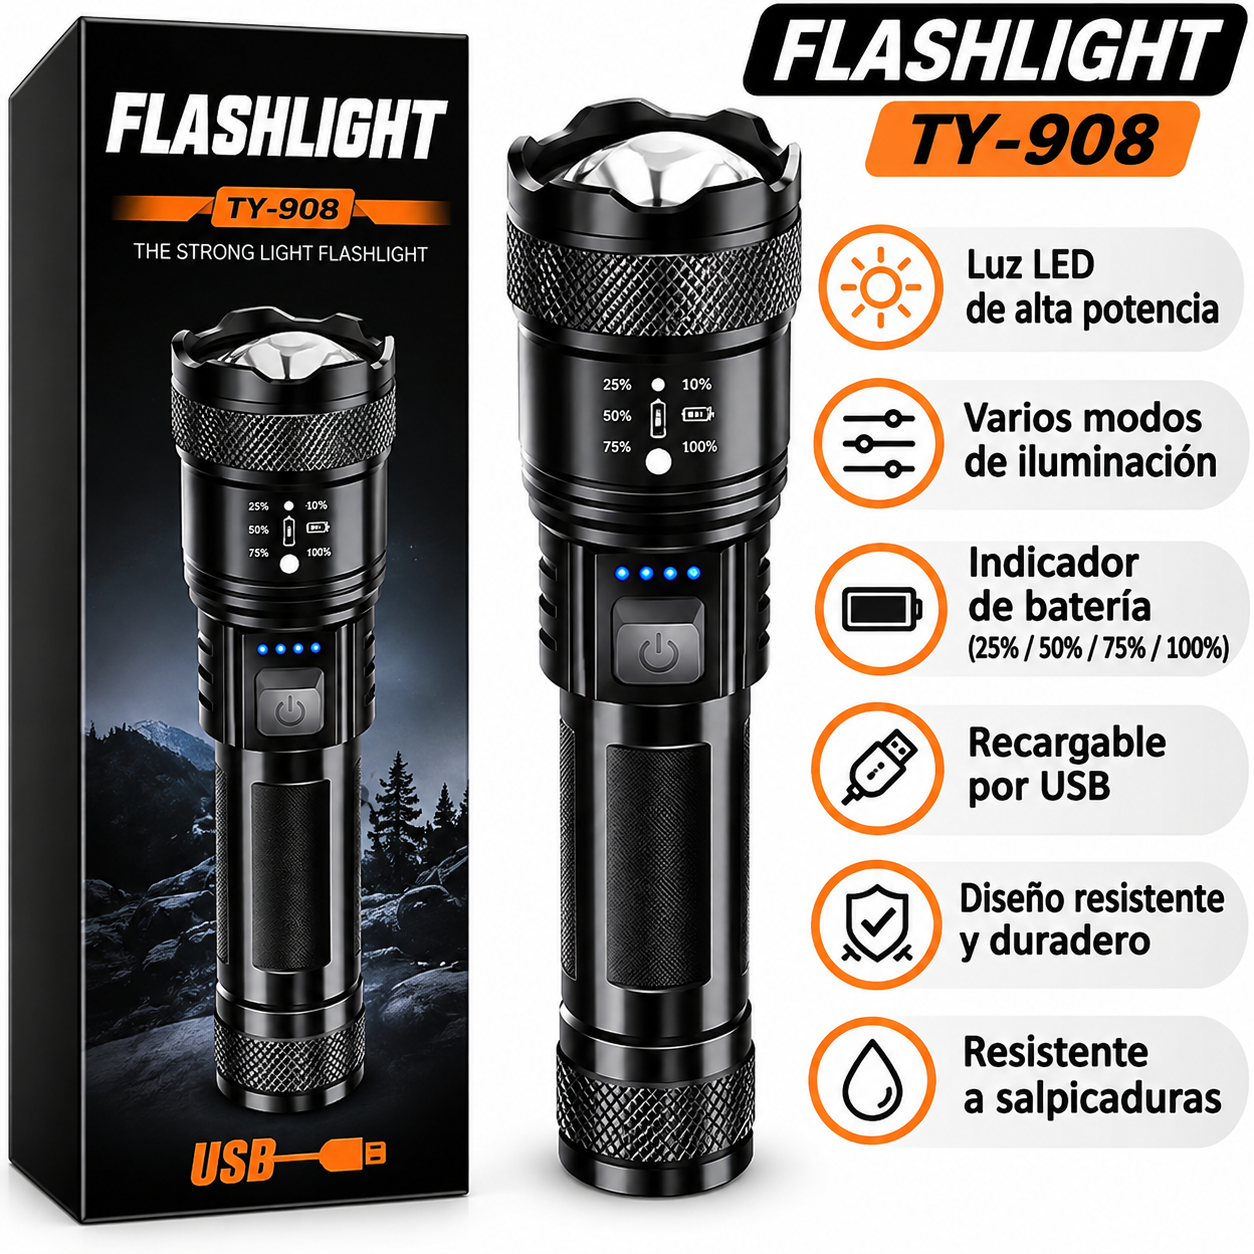 FLASHLIGHT
TY-908
THE STRONG LIGHT FLASHLIGHT
25% 10%
50%
75% 100%
USB
25% 10%
50%
75% 100%
FLASHLIGHT
TY-908
Luz LED
de alta potencia
Varios modos
de iluminación
Indicador
de batería
(25% / 50% / 75% / 100%)
Recargable
por USB
Diseño resistente
y duradero
Resistente
a salpicaduras